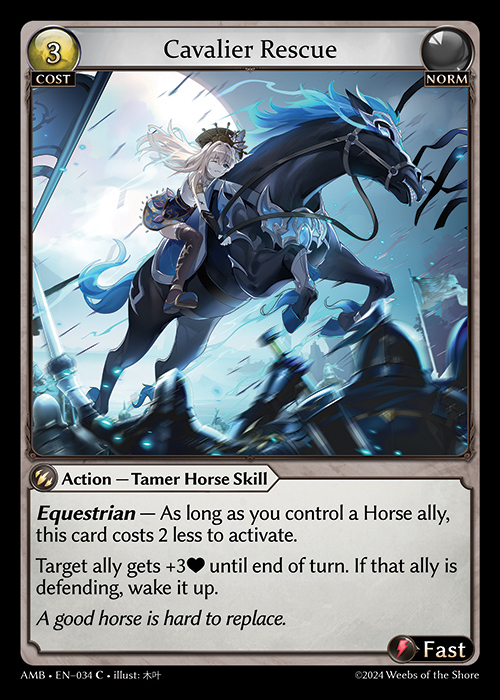 3
Cavalier Rescue
COST
NORM
Action — Tamer Horse Skill
Equestrian — As long as you control a Horse ally,
this card costs 2 less to activate.
Target ally gets +3♥ until end of turn. If that ally is
defending, wake it up.
A good horse is hard to replace.
Fast
AMB • EN–034 C • illust: 木叶
©2024 Weebs of the Shore